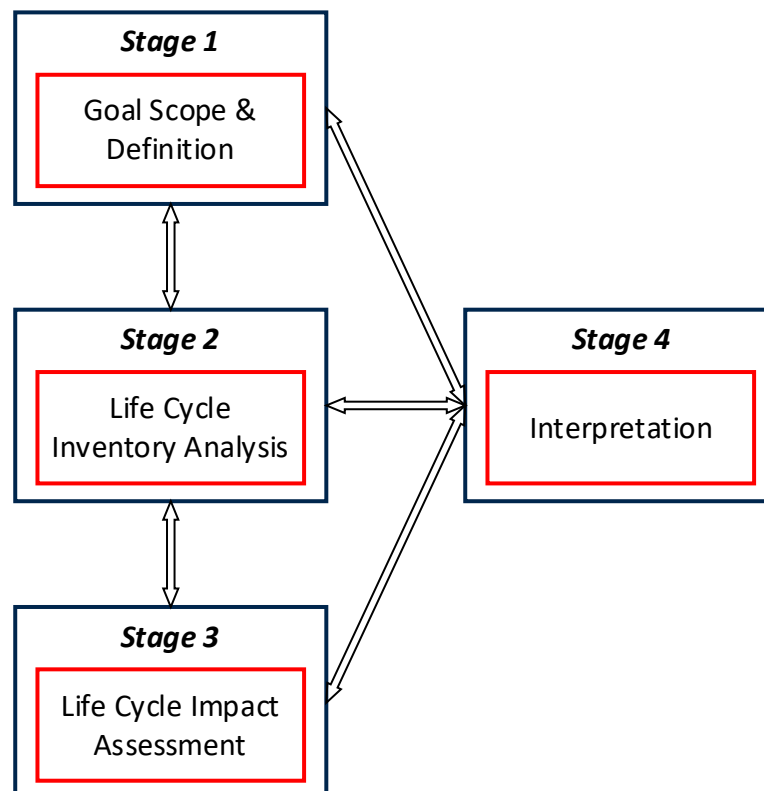 Stage 1
Goal Scope &
Definition
Stage 2
Life Cycle
Inventory Analysis
Stage 4
Interpretation
Stage 3
Life Cycle Impact
Assessment